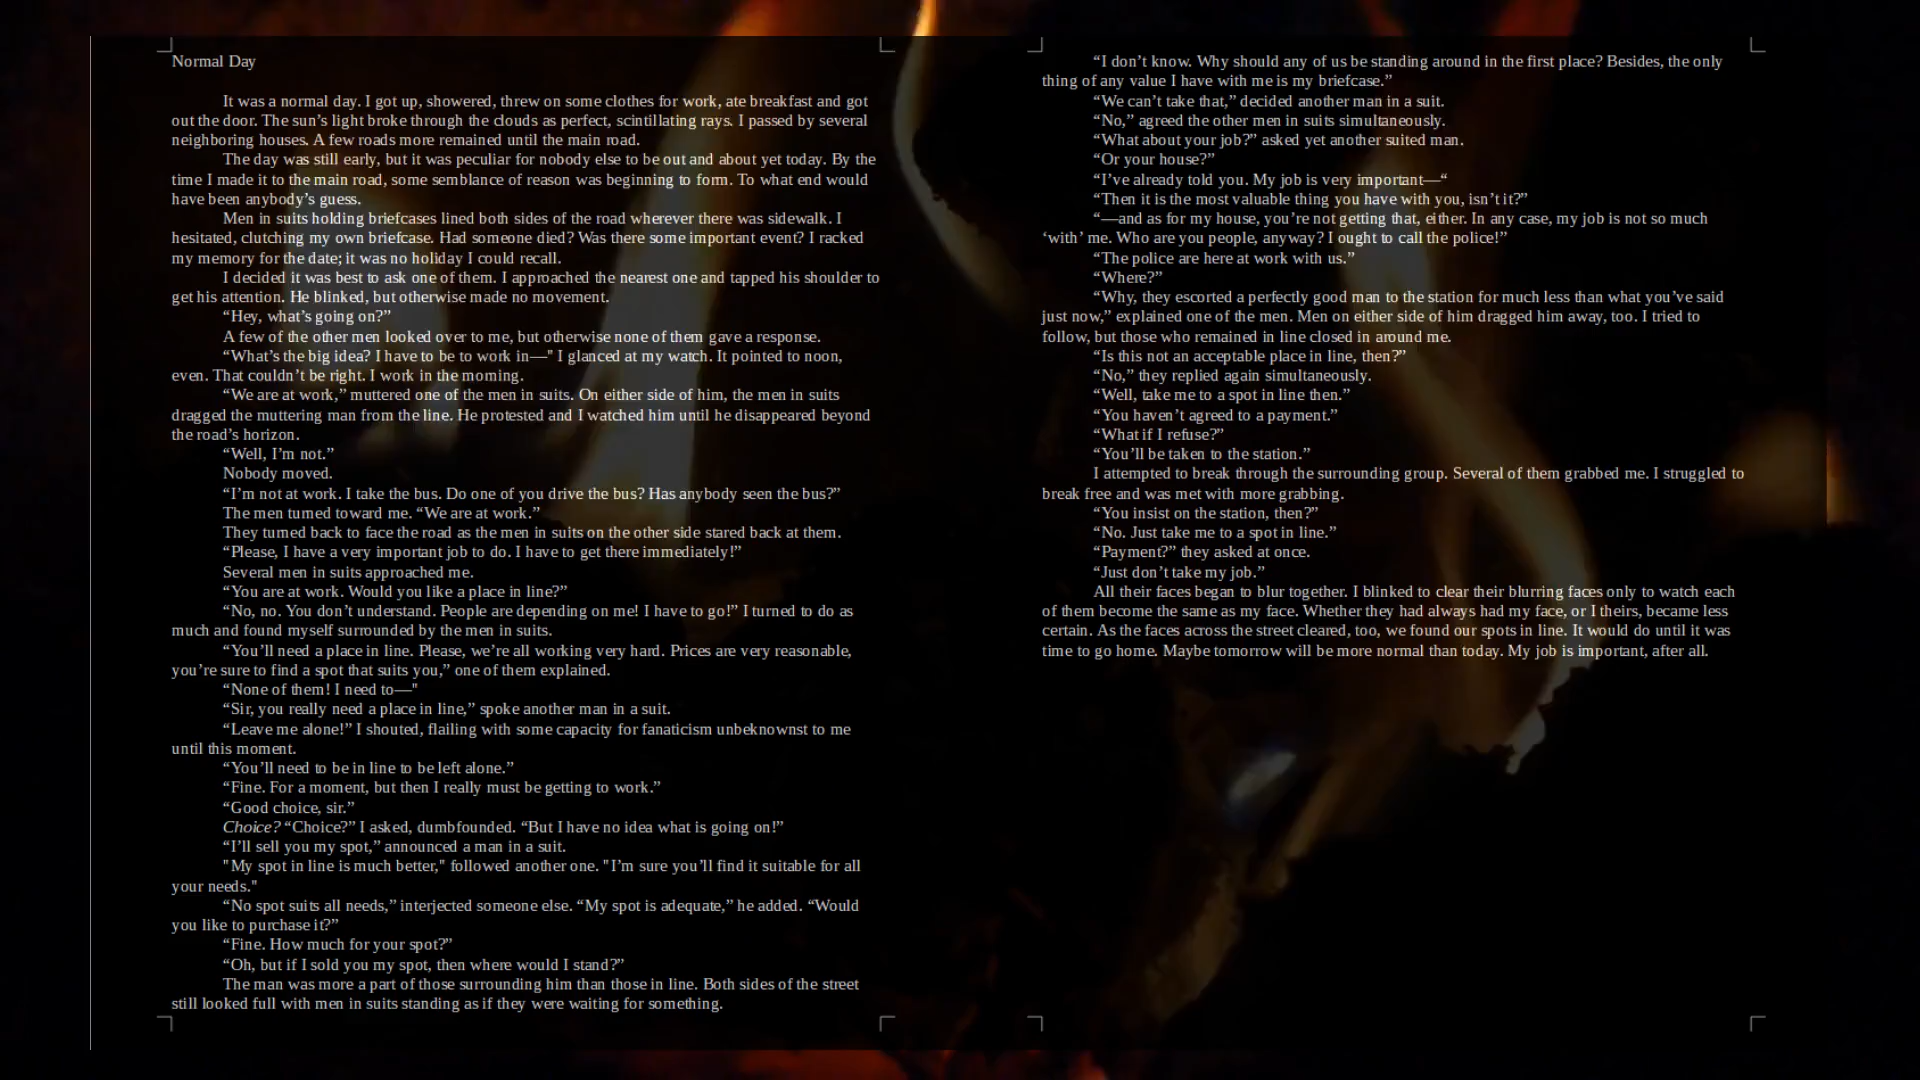 Normal Day
It was a normal day. I got up, showered, threw on some clothes for work, ate breakfast and got
out the door. The sun’s light broke through the clouds as perfect, scintillating rays. I passed by several
neighboring houses. A few roads more remained until the main road.
The day was still early, but it was peculiar for nobody else to be out and about yet today. By the
time I made it to the main road, some semblance of reason was beginning to form. To what end would
have been anybody’s guess.
Men in suits holding briefcases lined both sides of the road wherever there was sidewalk. I
hesitated, clutching my own briefcase. Had someone died? Was there some important event? I racked
my memory for the date; it was no holiday I could recall.
I decided it was best to ask one of them. I approached the nearest one and tapped his shoulder to
get his attention. He blinked, but otherwise made no movement.
“Hey, what’s going on?”
A few of the other men looked over to me, but otherwise none of them gave a response.
“What’s the big idea? I have to be to work in—" I glanced at my watch. It pointed to noon,
even. That couldn’t be right. I work in the morning.
“We are at work,” muttered one of the men in suits. On either side of him, the men in suits
dragged the muttering man from the line. He protested and I watched him until he disappeared beyond
the road’s horizon.
“Well, I’m not.”
Nobody moved.
“I’m not at work. I take the bus. Do one of you drive the bus? Has anybody seen the bus?”
The men turned toward me. “We are at work.”
They turned back to face the road as the men in suits on the other side stared back at them.
“Please, I have a very important job to do. I have to get there immediately!”
Several men in suits approached me.
“You are at work. Would you like a place in line?”
“No, no. You don’t understand. People are depending on me! I have to go!” I turned to do as
much and found myself surrounded by the men in suits.
“You’ll need a place in line. Please, we’re all working very hard. Prices are very reasonable,
you’re sure to find a spot that suits you,” one of them explained.
“None of them! I need to—"
“Sir, you really need a place in line,” spoke another man in a suit.
“Leave me alone!” I shouted, flailing with some capacity for fanaticism unbeknownst to me
until this moment.
“You’ll need to be in line to be left alone.”
“Fine. For a moment, but then I really must be getting to work.”
“Good choice, sir.”
Choice? “Choice?” I asked, dumbfounded. “But I have no idea what is going on!”
“I’ll sell you my spot,” announced a man in a suit.
"My spot in line is much better," followed another one. "I’m sure you’ll find it suitable for all
your needs."
“No spot suits all needs,” interjected someone else. “My spot is adequate,” he added. “Would
you like to purchase it?”
“Fine. How much for your spot?”
“Oh, but if I sold you my spot, then where would I stand?”
The man was more a part of those surrounding him than those in line. Both sides of the street
still looked full with men in suits standing as if they were waiting for something.
“I don’t know. Why should any of us be standing around in the first place? Besides, the only
thing of any value I have with me is my briefcase.”
“We can’t take that,” decided another man in a suit.
“No,” agreed the other men in suits simultaneously.
“What about your job?” asked yet another suited man.
“Or your house?”
“I’ve already told you. My job is very important—“
“Then it is the most valuable thing you have with you, isn’t it?”
“—and as for my house, you’re not getting that, either. In any case, my job is not so much
‘with’ me. Who are you people, anyway? I ought to call the police!”
“The police are here at work with us.”
“Where?”
“Why, they escorted a perfectly good man to the station for much less than what you’ve said
just now,” explained one of the men. Men on either side of him dragged him away, too. I tried to
follow, but those who remained in line closed in around me.
“Is this not an acceptable place in line, then?”
“No,” they replied again simultaneously.
“Well, take me to a spot in line then.”
“You haven’t agreed to a payment.”
“What if I refuse?”
“You’ll be taken to the station.”
I attempted to break through the surrounding group. Several of them grabbed me. I struggled to
break free and was met with more grabbing.
“You insist on the station, then?”
“No. Just take me to a spot in line.”
“Payment?” they asked at once.
“Just don’t take my job.”
All their faces began to blur together. I blinked to clear their blurring faces only to watch each
of them become the same as my face. Whether they had always had my face, or I theirs, became less
certain. As the faces across the street cleared, too, we found our spots in line. It would do until it was
time to go home. Maybe tomorrow will be more normal than today. My job is important, after all.